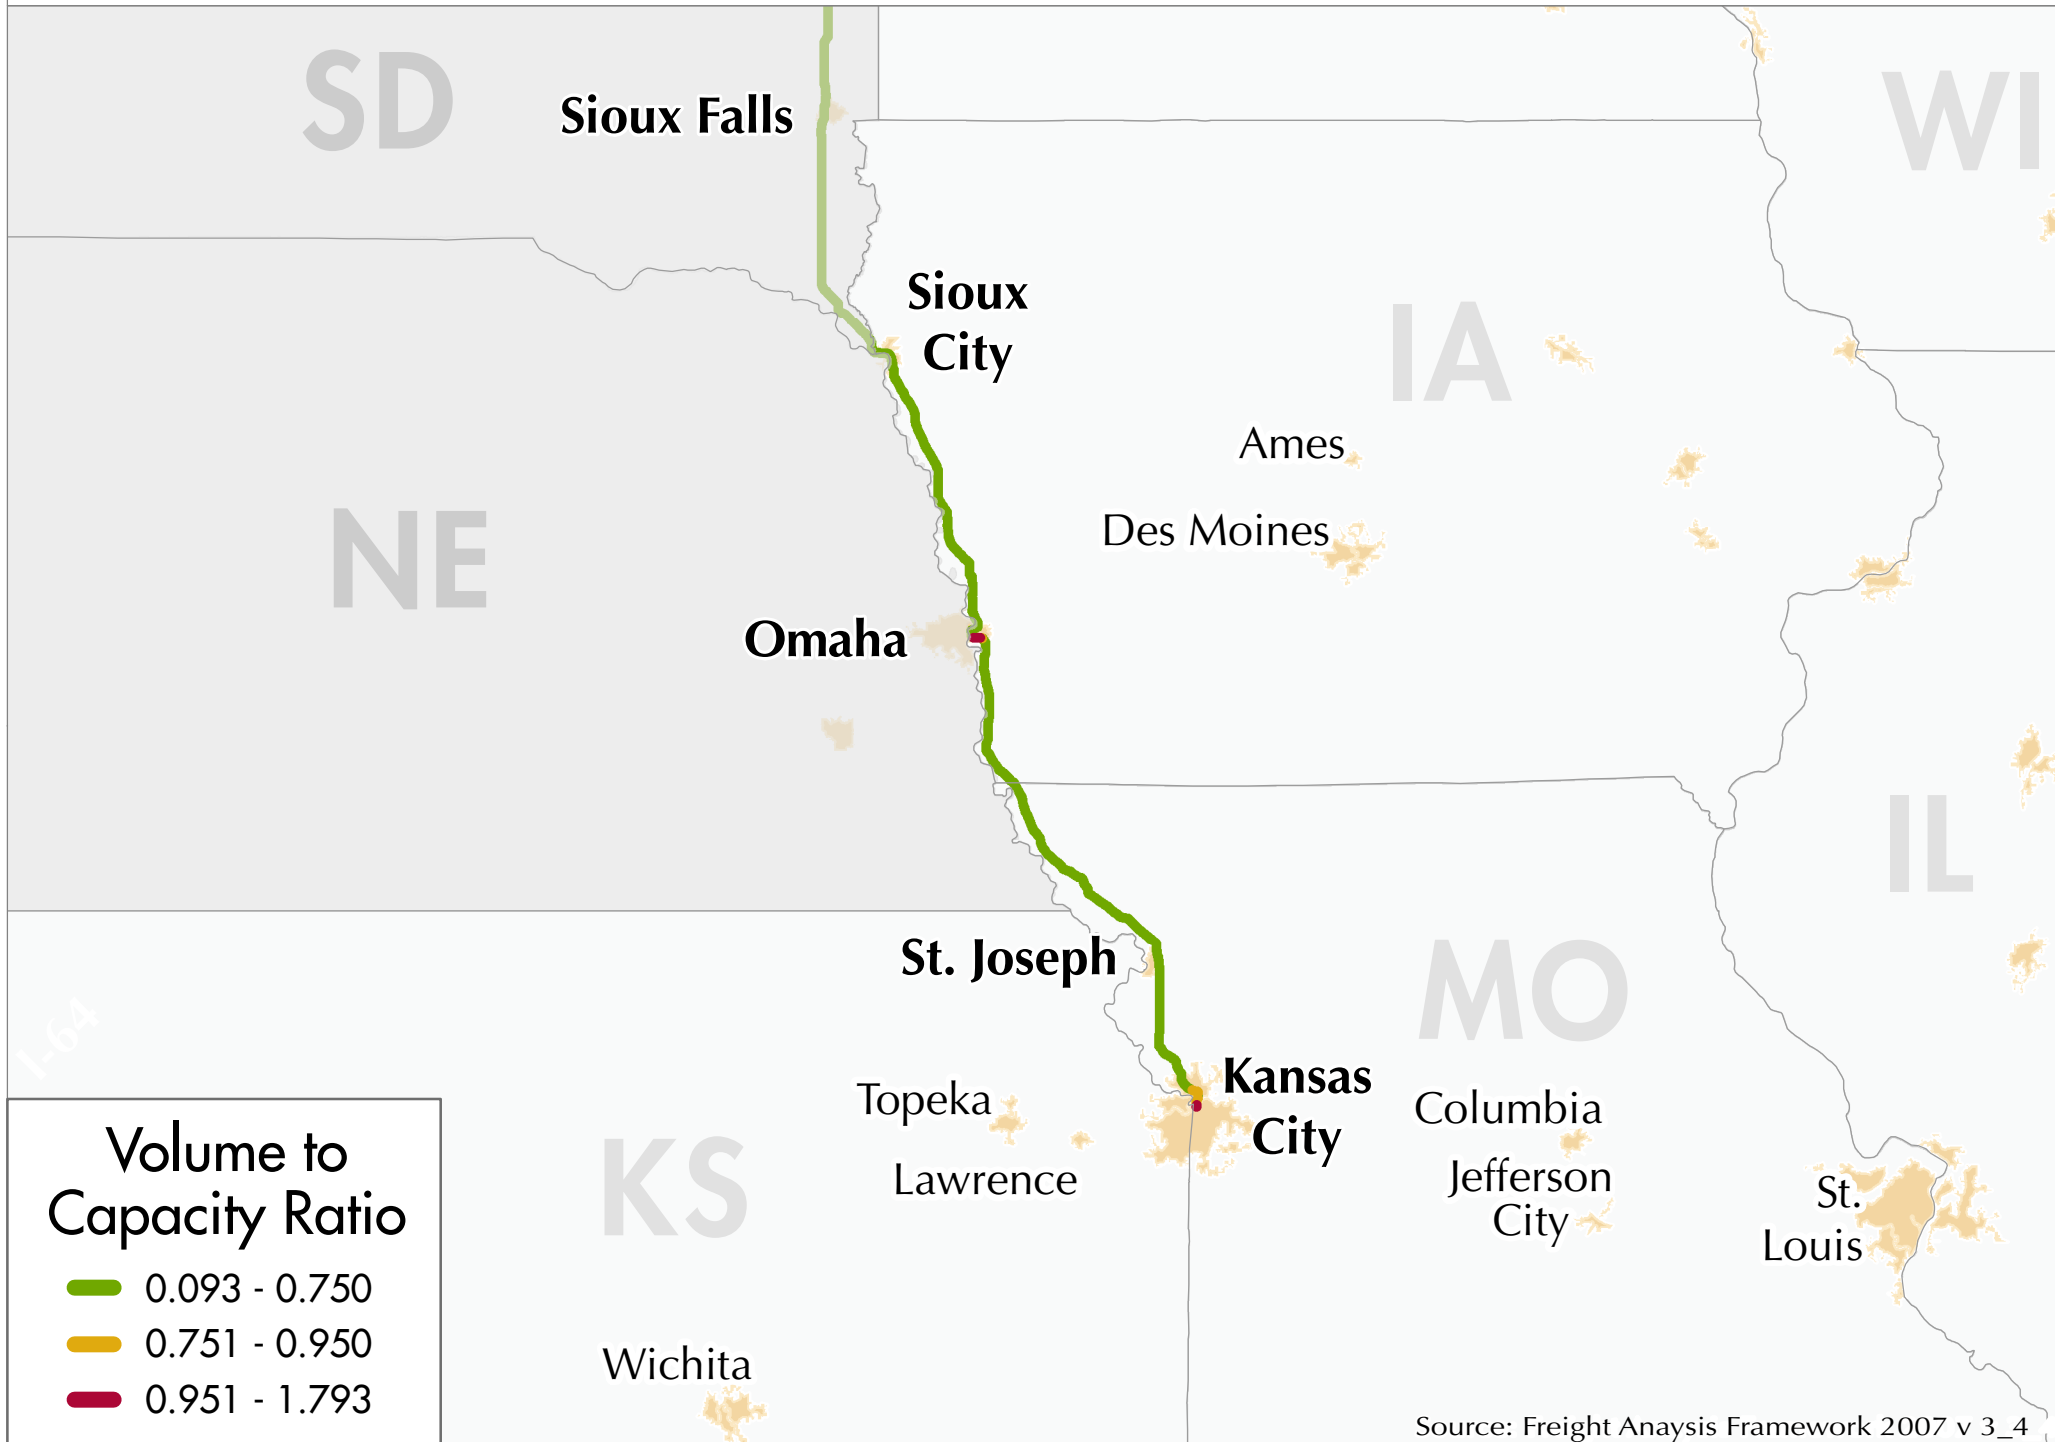 SD
Sioux Falls
WI
Sioux
City
IA
Ames
Des Moines
NE
Omaha
IL
St. Joseph
MO
I-64
Kansas
City
Topeka
Columbia
Lawrence
Jefferson
City
KS
St.
Louis
Wichita
Volume to
Capacity Ratio
0.093 - 0.750
0.751 - 0.950
0.951 - 1.793
Source: Freight Anaysis Framework 2007 v 3_4